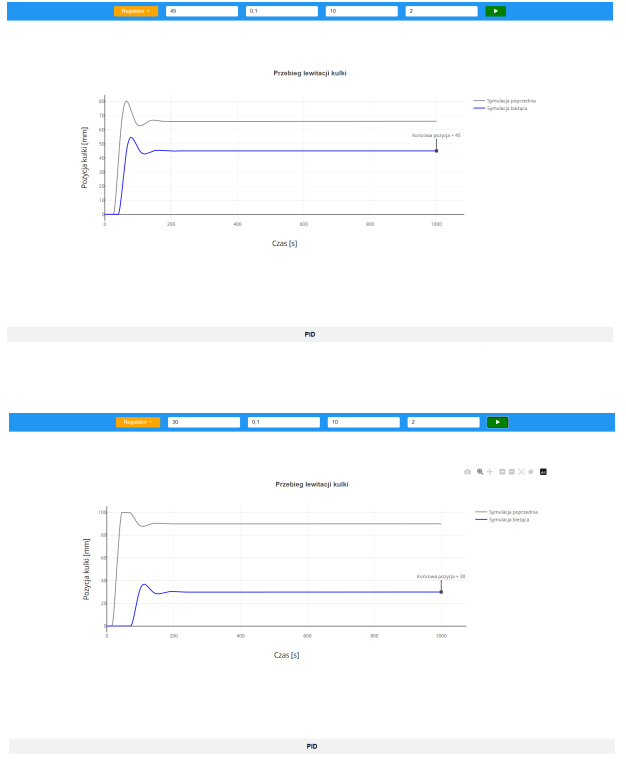 Regulator 45 0,1 10 2
Przebieg lewitacji kulki
Symulacja poprzednia
Symulacja bieżąca
Końcowa pozycja = 45
Pozycja kulki [mm]
80
70
60
50
40
30
20
10
0
0 200 400 600 800 1000
Czas [s]
PID
Regulator 30 0,1 10 2
Przebieg lewitacji kulki
Symulacja poprzednia
Symulacja bieżąca
Końcowa pozycja = 30
Pozycja kulki [mm]
100
80
60
40
20
0
0 200 400 600 800 1000
Czas [s]
PID